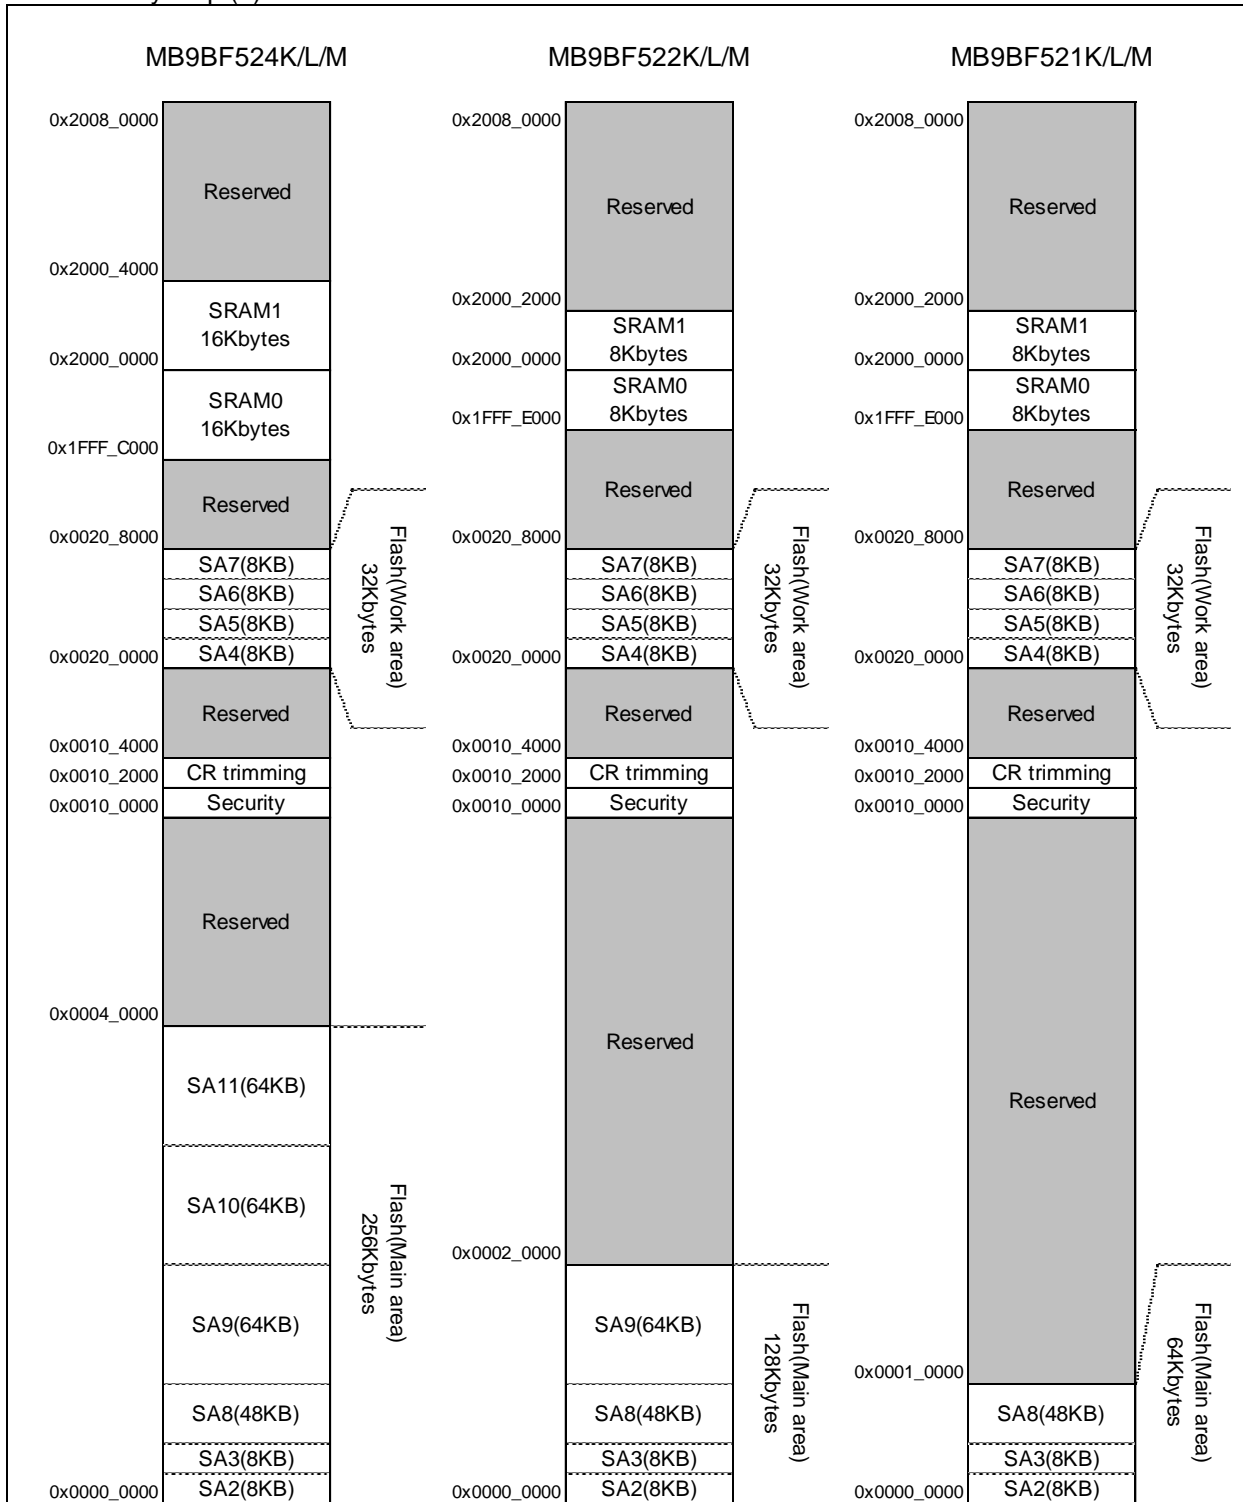 MB9BF524K/L/M
0x2008_0000
Reserved
0x2000_4000
SRAM1
16Kbytes
0x2000_0000
SRAM0
16Kbytes
0x1FFF_C000
Reserved
0x0020_8000
SA7(8KB)
SA6(8KB)
SA5(8KB)
0x0020_0000
SA4(8KB)
Flash(Work area)
32Kbytes
Reserved
0x0010_4000
0x0010_2000
CR trimming
0x0010_0000
Security
Reserved
0x0004_0000
SA11(64KB)
SA10(64KB)
SA9(64KB)
SA8(48KB)
SA3(8KB)
0x0000_0000
SA2(8KB)
Flash(Main area)
256Kbytes
MB9BF522K/L/M
0x2008_0000
Reserved
0x2000_2000
SRAM1
8Kbytes
0x2000_0000
SRAM0
8Kbytes
0x1FFF_E000
Reserved
0x0020_8000
SA7(8KB)
SA6(8KB)
SA5(8KB)
0x0020_0000
SA4(8KB)
Flash(Work area)
32Kbytes
Reserved
0x0010_4000
0x0010_2000
CR trimming
0x0010_0000
Security
Reserved
0x0002_0000
SA9(64KB)
SA8(48KB)
SA3(8KB)
0x0000_0000
SA2(8KB)
Flash(Main area)
128Kbytes
MB9BF521K/L/M
0x2008_0000
Reserved
0x2000_2000
SRAM1
8Kbytes
0x2000_0000
SRAM0
8Kbytes
0x1FFF_E000
Reserved
0x0020_8000
SA7(8KB)
SA6(8KB)
SA5(8KB)
0x0020_0000
SA4(8KB)
Flash(Work area)
32Kbytes
Reserved
0x0010_4000
0x0010_2000
CR trimming
0x0010_0000
Security
Reserved
0x0001_0000
SA8(48KB)
SA3(8KB)
0x0000_0000
SA2(8KB)
Flash(Main area)
64Kbytes